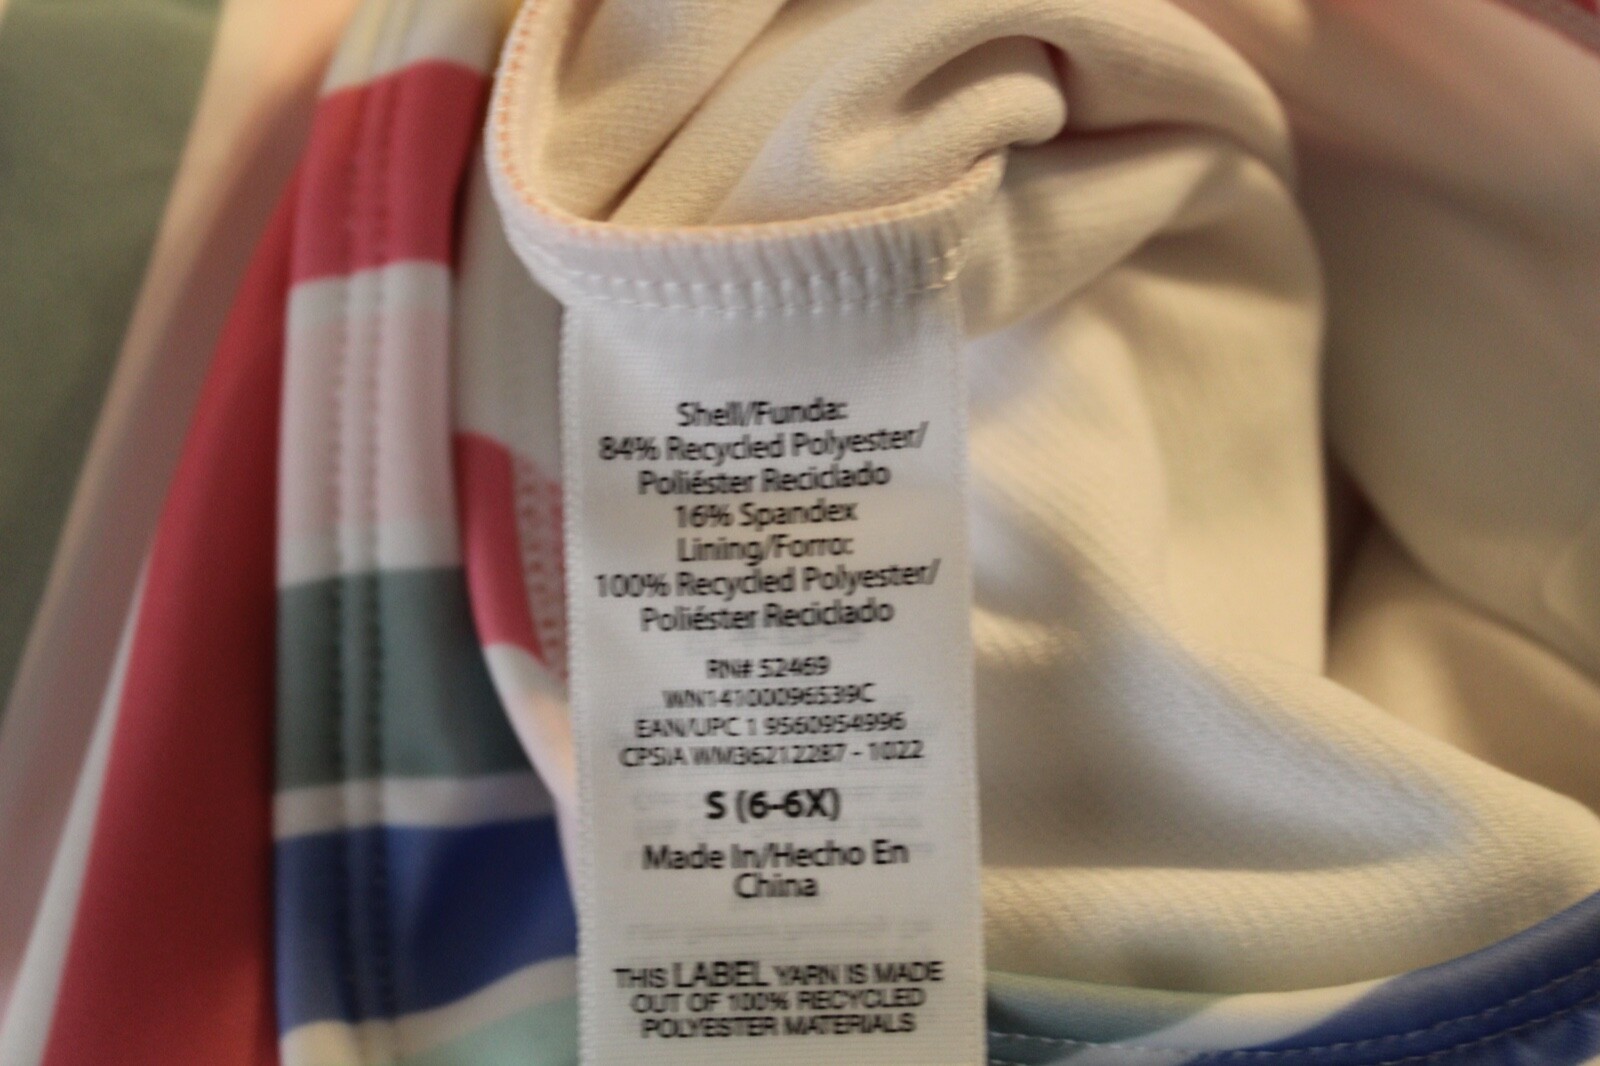 Shell/Funda:
84% Recycled Polyester/
Poliéster Reciclado
16% Spandex
Lining/Forro:
100% Recycled Polyester/
Poliéster Reciclado
RN# 52469
WN14100096539C
EAN/UPC 1 9560954996
CPSIA WM36212287 - 1022
S (6-6X)
Made In/Hecho En
China
THIS LABEL YARN IS MADE
OUT OF 100% RECYCLED
POLYESTER MATERIALS